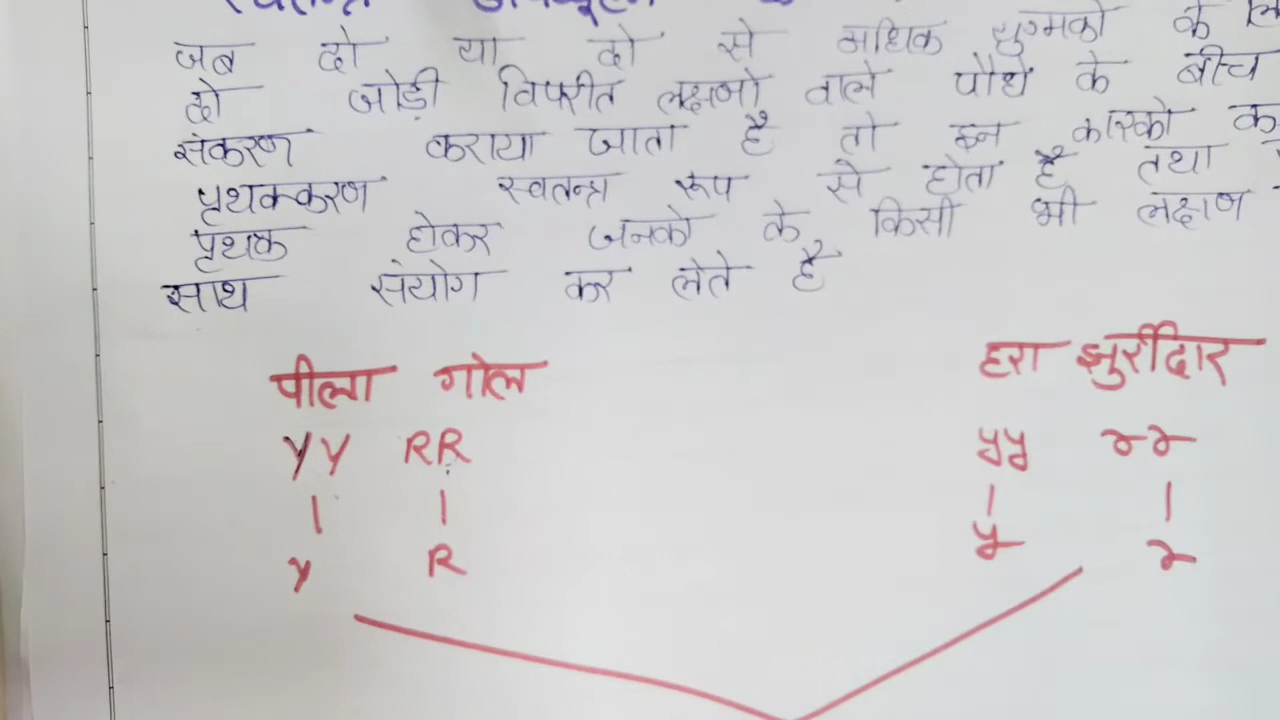 स्वतन्त्र
जब दो या दो से अधिक युग्मको के लि
दो जोड़ी विपरीत लक्षणो वाले पौधे के बीच
संकरण कराया जाता है तो इन कारको क
पृथक्करण स्वतन्त्र रूप से होता है तथा
पृथक होकर जनको के किसी भी लक्षण
साथ संयोग कर लेते है
पीला गोल हरा झुर्रीदार
YY RR yy rr
Y R y r